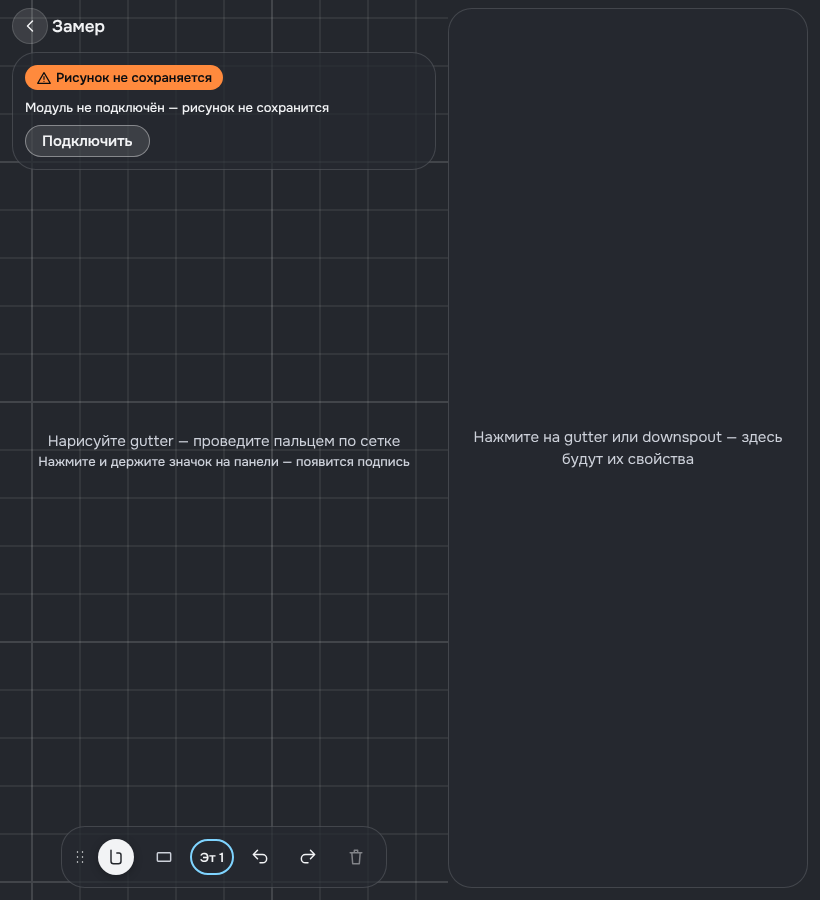 Замер
Рисунок не сохраняется
Модуль не подключён — рисунок не сохранится
Подключить
Нарисуйте gutter — проведите пальцем по сетке
Нажмите и держите значок на панели — появится подпись
Нажмите на gutter или downspout — здесь
будут их свойства
Эт 1